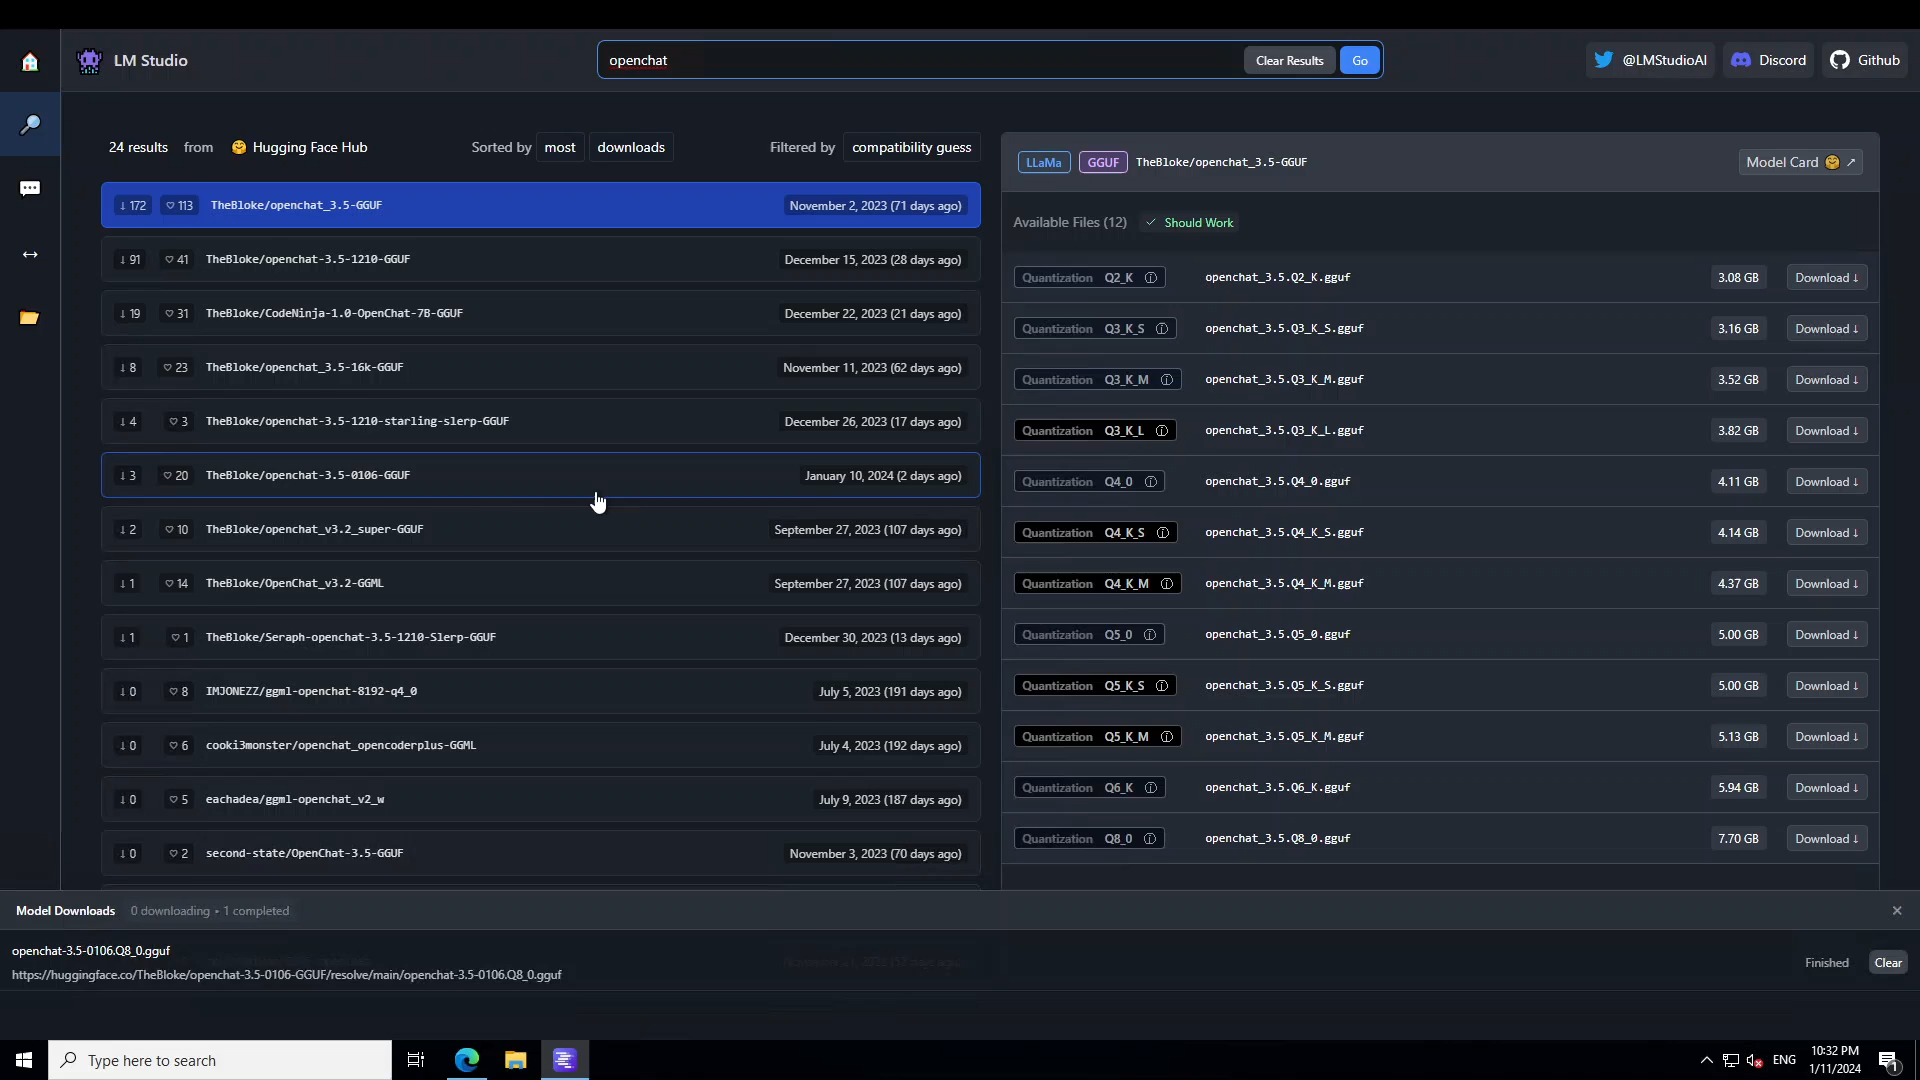 LM Studio
openchat
Clear Results
Go
@LMStudioAI
Discord
Github
24 results from Hugging Face Hub
Sorted by most downloads
Filtered by compatibility guess
↓ 172 ♡ 113 TheBloke/openchat_3.5-GGUF November 2, 2023 (71 days ago)
↓ 91 ♡ 41 TheBloke/openchat-3.5-1210-GGUF December 15, 2023 (28 days ago)
↓ 19 ♡ 31 TheBloke/CodeNinja-1.0-OpenChat-7B-GGUF December 22, 2023 (21 days ago)
↓ 8 ♡ 23 TheBloke/openchat_3.5-16k-GGUF November 11, 2023 (62 days ago)
↓ 4 ♡ 3 TheBloke/openchat-3.5-1210-starling-slerp-GGUF December 26, 2023 (17 days ago)
↓ 3 ♡ 20 TheBloke/openchat-3.5-0106-GGUF January 10, 2024 (2 days ago)
↓ 2 ♡ 10 TheBloke/openchat_v3.2_super-GGUF September 27, 2023 (107 days ago)
↓ 1 ♡ 14 TheBloke/OpenChat_v3.2-GGML September 27, 2023 (107 days ago)
↓ 1 ♡ 1 TheBloke/Seraph-openchat-3.5-1210-Slerp-GGUF December 30, 2023 (13 days ago)
↓ 0 ♡ 8 IMJONEZZ/ggml-openchat-8192-q4_0 July 5, 2023 (191 days ago)
↓ 0 ♡ 6 cooki3monster/openchat_opencoderplus-GGML July 4, 2023 (192 days ago)
↓ 0 ♡ 5 eachadea/ggml-openchat_v2_w July 9, 2023 (187 days ago)
↓ 0 ♡ 2 second-state/OpenChat-3.5-GGUF November 3, 2023 (70 days ago)
LLaMa GGUF TheBloke/openchat_3.5-GGUF
Model Card ↗
Available Files (12) ✓ Should Work
Quantization Q2_K ⓘ openchat_3.5.Q2_K.gguf 3.08 GB Download ↓
Quantization Q3_K_S ⓘ openchat_3.5.Q3_K_S.gguf 3.16 GB Download ↓
Quantization Q3_K_M ⓘ openchat_3.5.Q3_K_M.gguf 3.52 GB Download ↓
Quantization Q3_K_L ⓘ openchat_3.5.Q3_K_L.gguf 3.82 GB Download ↓
Quantization Q4_0 ⓘ openchat_3.5.Q4_0.gguf 4.11 GB Download ↓
Quantization Q4_K_S ⓘ openchat_3.5.Q4_K_S.gguf 4.14 GB Download ↓
Quantization Q4_K_M ⓘ openchat_3.5.Q4_K_M.gguf 4.37 GB Download ↓
Quantization Q5_0 ⓘ openchat_3.5.Q5_0.gguf 5.00 GB Download ↓
Quantization Q5_K_S ⓘ openchat_3.5.Q5_K_S.gguf 5.00 GB Download ↓
Quantization Q5_K_M ⓘ openchat_3.5.Q5_K_M.gguf 5.13 GB Download ↓
Quantization Q6_K ⓘ openchat_3.5.Q6_K.gguf 5.94 GB Download ↓
Quantization Q8_0 ⓘ openchat_3.5.Q8_0.gguf 7.70 GB Download ↓
Model Downloads 0 downloading • 1 completed
openchat-3.5-0106.Q8_0.gguf
https://huggingface.co/TheBloke/openchat-3.5-0106-GGUF/resolve/main/openchat-3.5-0106.Q8_0.gguf
Finished
Clear
Type here to search
ENG
10:32 PM
1/11/2024
1